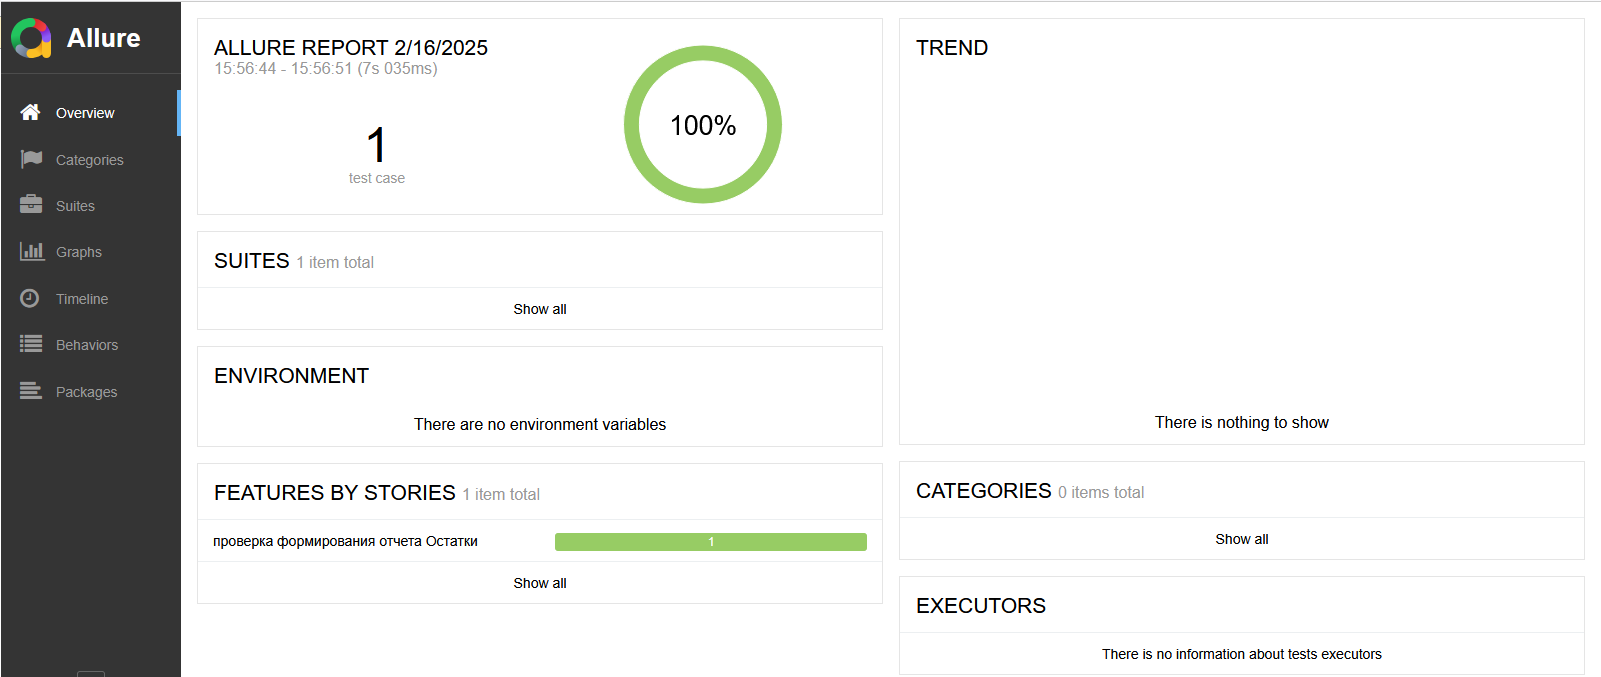 Allure
Overview
Categories
Suites
Graphs
Timeline
Behaviors
Packages
ALLURE REPORT 2/16/2025
15:56:44 - 15:56:51 (7s 035ms)
1
test case
100%
SUITES 1 item total
Show all
ENVIRONMENT
There are no environment variables
FEATURES BY STORIES 1 item total
проверка формирования отчета Остатки 1
Show all
TREND
There is nothing to show
CATEGORIES 0 items total
Show all
EXECUTORS
There is no information about tests executors